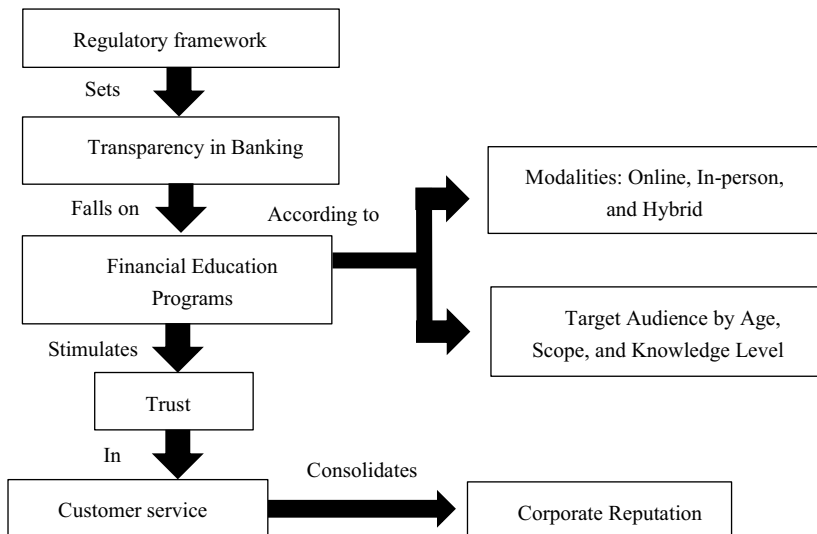 Regulatory framework
Sets
Transparency in Banking
Falls on
According to
Modalities: Online, In-person,
and Hybrid
Financial Education
Programs
Target Audience by Age,
Scope, and Knowledge Level
Stimulates
Trust
In
Consolidates
Customer service
Corporate Reputation